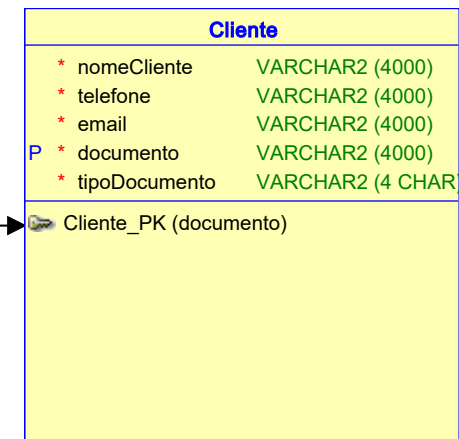 Cliente
* nomeCliente VARCHAR2 (4000)
* telefone VARCHAR2 (4000)
* email VARCHAR2 (4000)
P * documento VARCHAR2 (4000)
* tipoDocumento VARCHAR2 (4 CHAR)
Cliente_PK (documento)